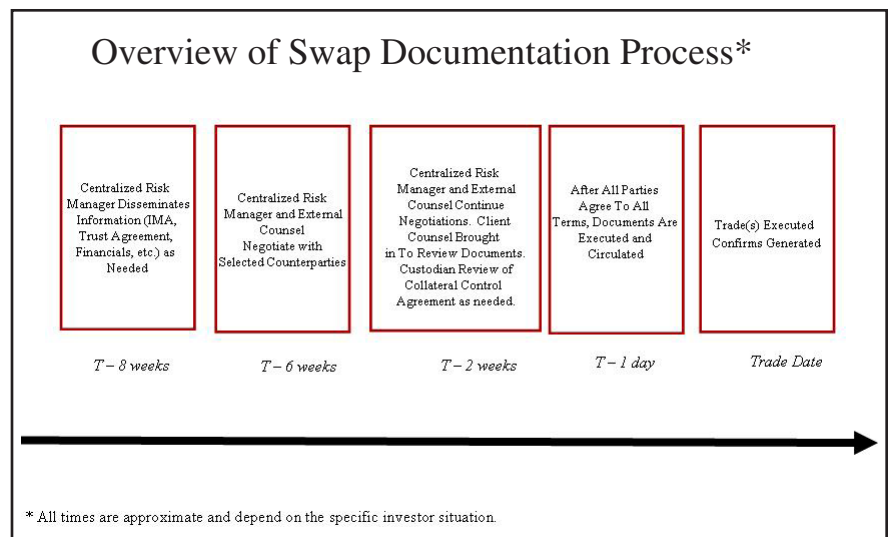 Overview of Swap Documentation Process*
Centralized Risk
Manager Disseminates
Information (IMA,
Trust Agreement,
Financials, etc.) as
Needed
Centralized Risk
Manager and External
Counsel
Negotiate with
Selected Counterparties
Centralized Risk
Manager and External
Counsel Continue
Negotiations. Client
Counsel Brought
in To Review Documents.
Custodian Review of
Collateral Control
Agreement as needed.
After All Parties
Agree To All
Terms, Documents Are
Executed and
Circulated
Trade(s) Executed
Confirms Generated
T – 8 weeks
T – 6 weeks
T – 2 weeks
T – 1 day
Trade Date
* All times are approximate and depend on the specific investor situation.